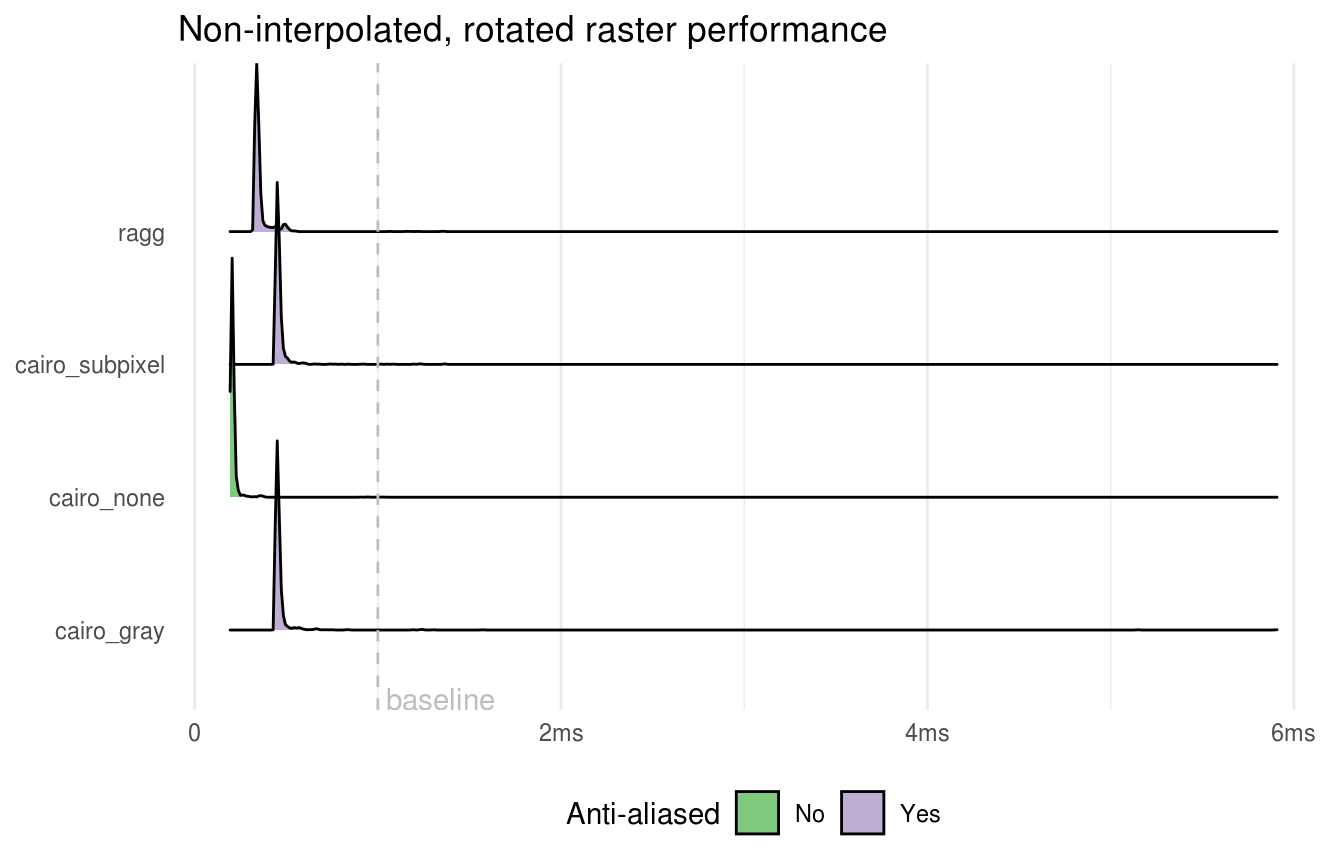 Non-interpolated, rotated raster performance
ragg
cairo_subpixel
cairo_none
cairo_gray
baseline
0 2ms 4ms 6ms
Anti-aliased No Yes